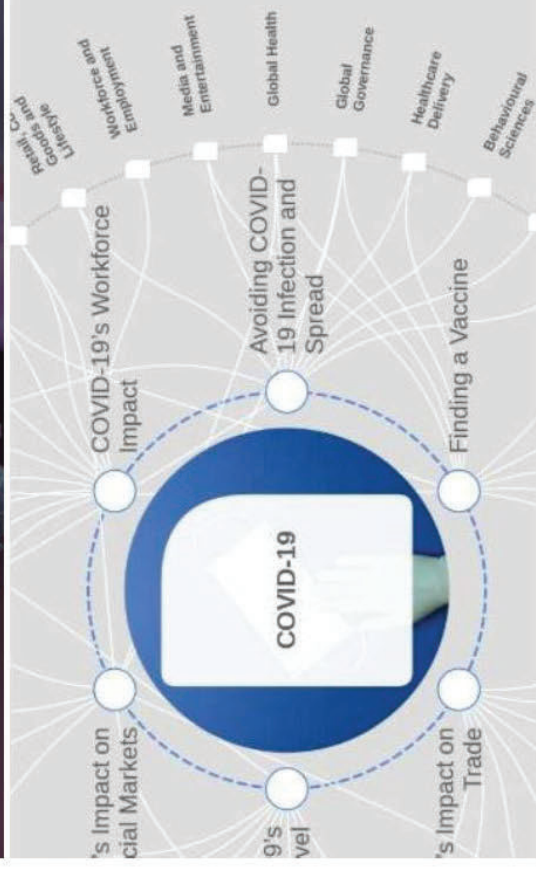 Retail,
Goods and
Lifestyle
Workforce and
Employment
Media and
Entertainment
Global Health
Global
Governance
Healthcare
Delivery
Behavioural
Sciences
COVID-19's Workforce
Impact
Avoiding COVID-
19 Infection and
Spread
Finding a Vaccine
COVID-19
's Impact on
cial Markets
9's
vel
's Impact on
Trade